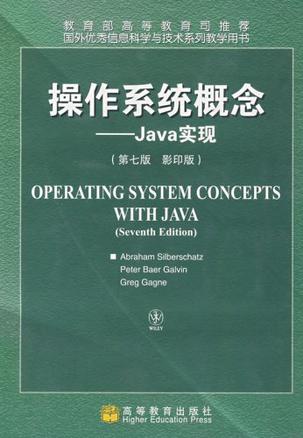 教育部高等教育司推荐
国外优秀信息科学与技术系列教学用书
操作系统概念
——Java实现
(第七版 影印版)
OPERATING SYSTEM CONCEPTS
WITH JAVA
(Seventh Edition)
Abraham Silberschatz
Peter Baer Galvin
Greg Gagne
WILEY
高等教育出版社
Higher Education Press